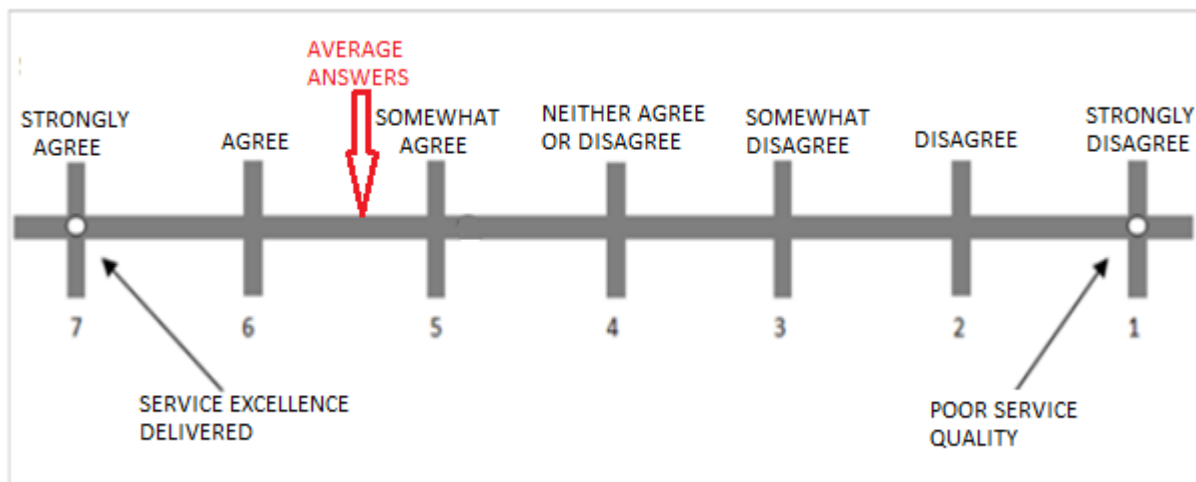 AVERAGE
ANSWERS
STRONGLY
AGREE
AGREE
SOMEWHAT
AGREE
NEITHER AGREE
OR DISAGREE
SOMEWHAT
DISAGREE
DISAGREE
STRONGLY
DISAGREE
7
6
5
4
3
2
1
SERVICE EXCELLENCE
DELIVERED
POOR SERVICE
QUALITY